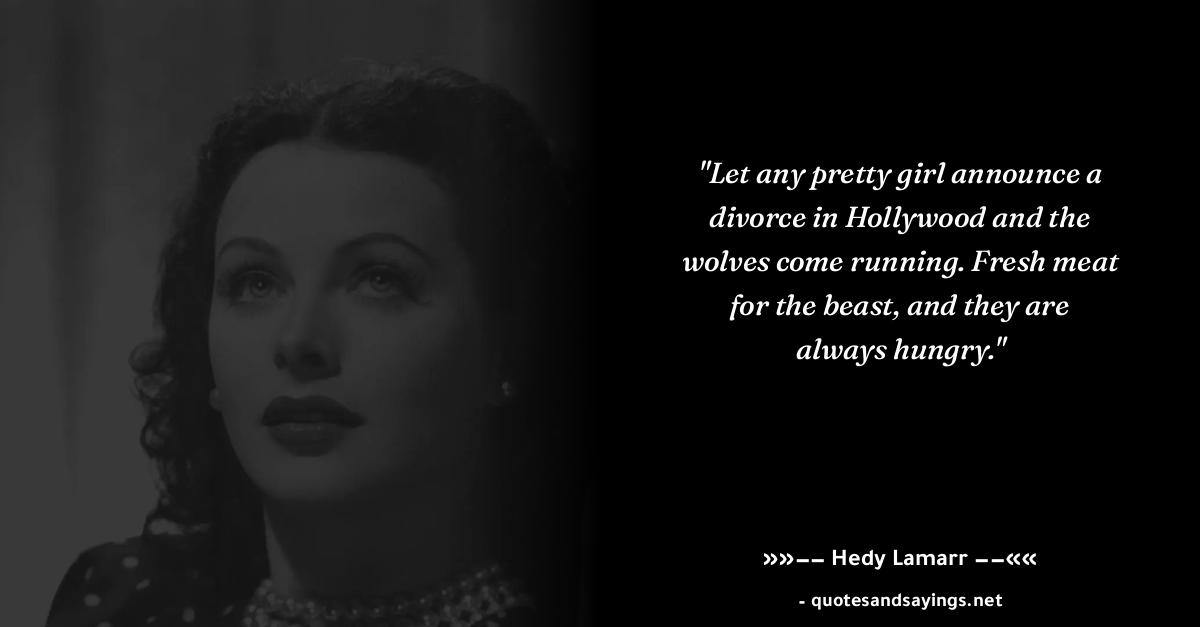 "Let any pretty girl announce a
divorce in Hollywood and the
wolves come running. Fresh meat
for the beast, and they are
always hungry."
»»–– Hedy Lamarr ––««
- quotesandsayings.net